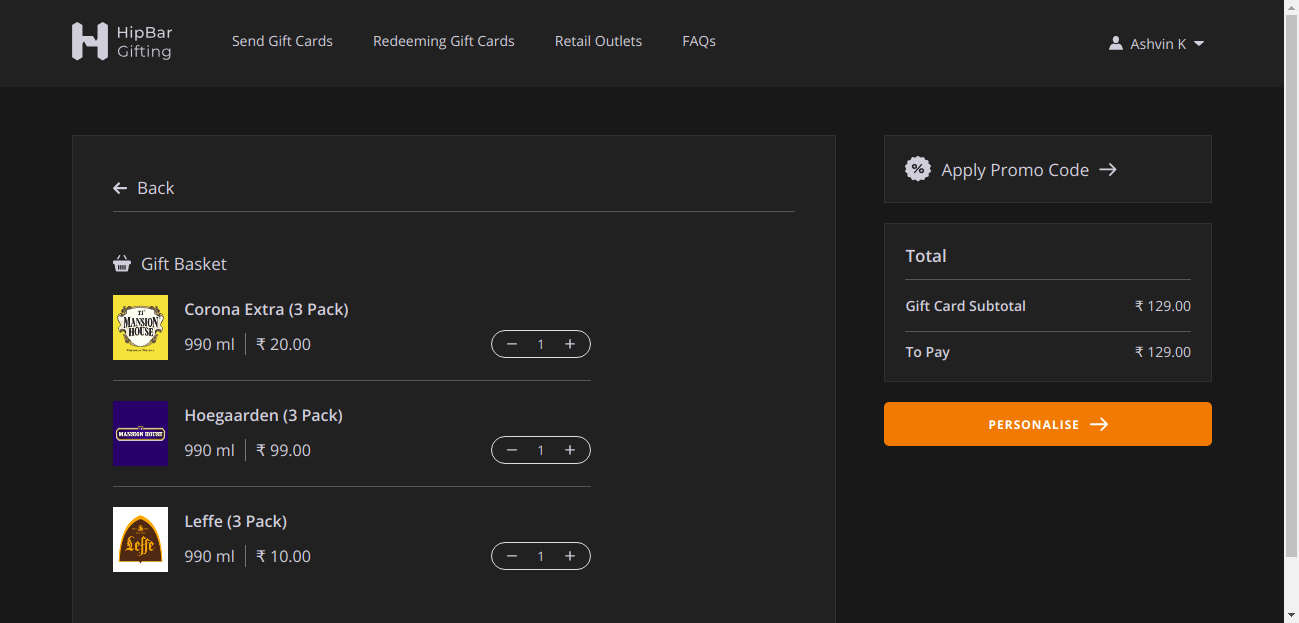 HipBar
Gifting
Send Gift Cards
Redeeming Gift Cards
Retail Outlets
FAQs
Ashvin K
Back
Gift Basket
MANSION
HOUSE
Corona Extra (3 Pack)
990 ml
₹ 20.00
− 1 +
MANSION HOUSE
Hoegaarden (3 Pack)
990 ml
₹ 99.00
− 1 +
Leffe
Leffe (3 Pack)
990 ml
₹ 10.00
− 1 +
% Apply Promo Code
Total
Gift Card Subtotal ₹ 129.00
To Pay ₹ 129.00
PERSONALISE